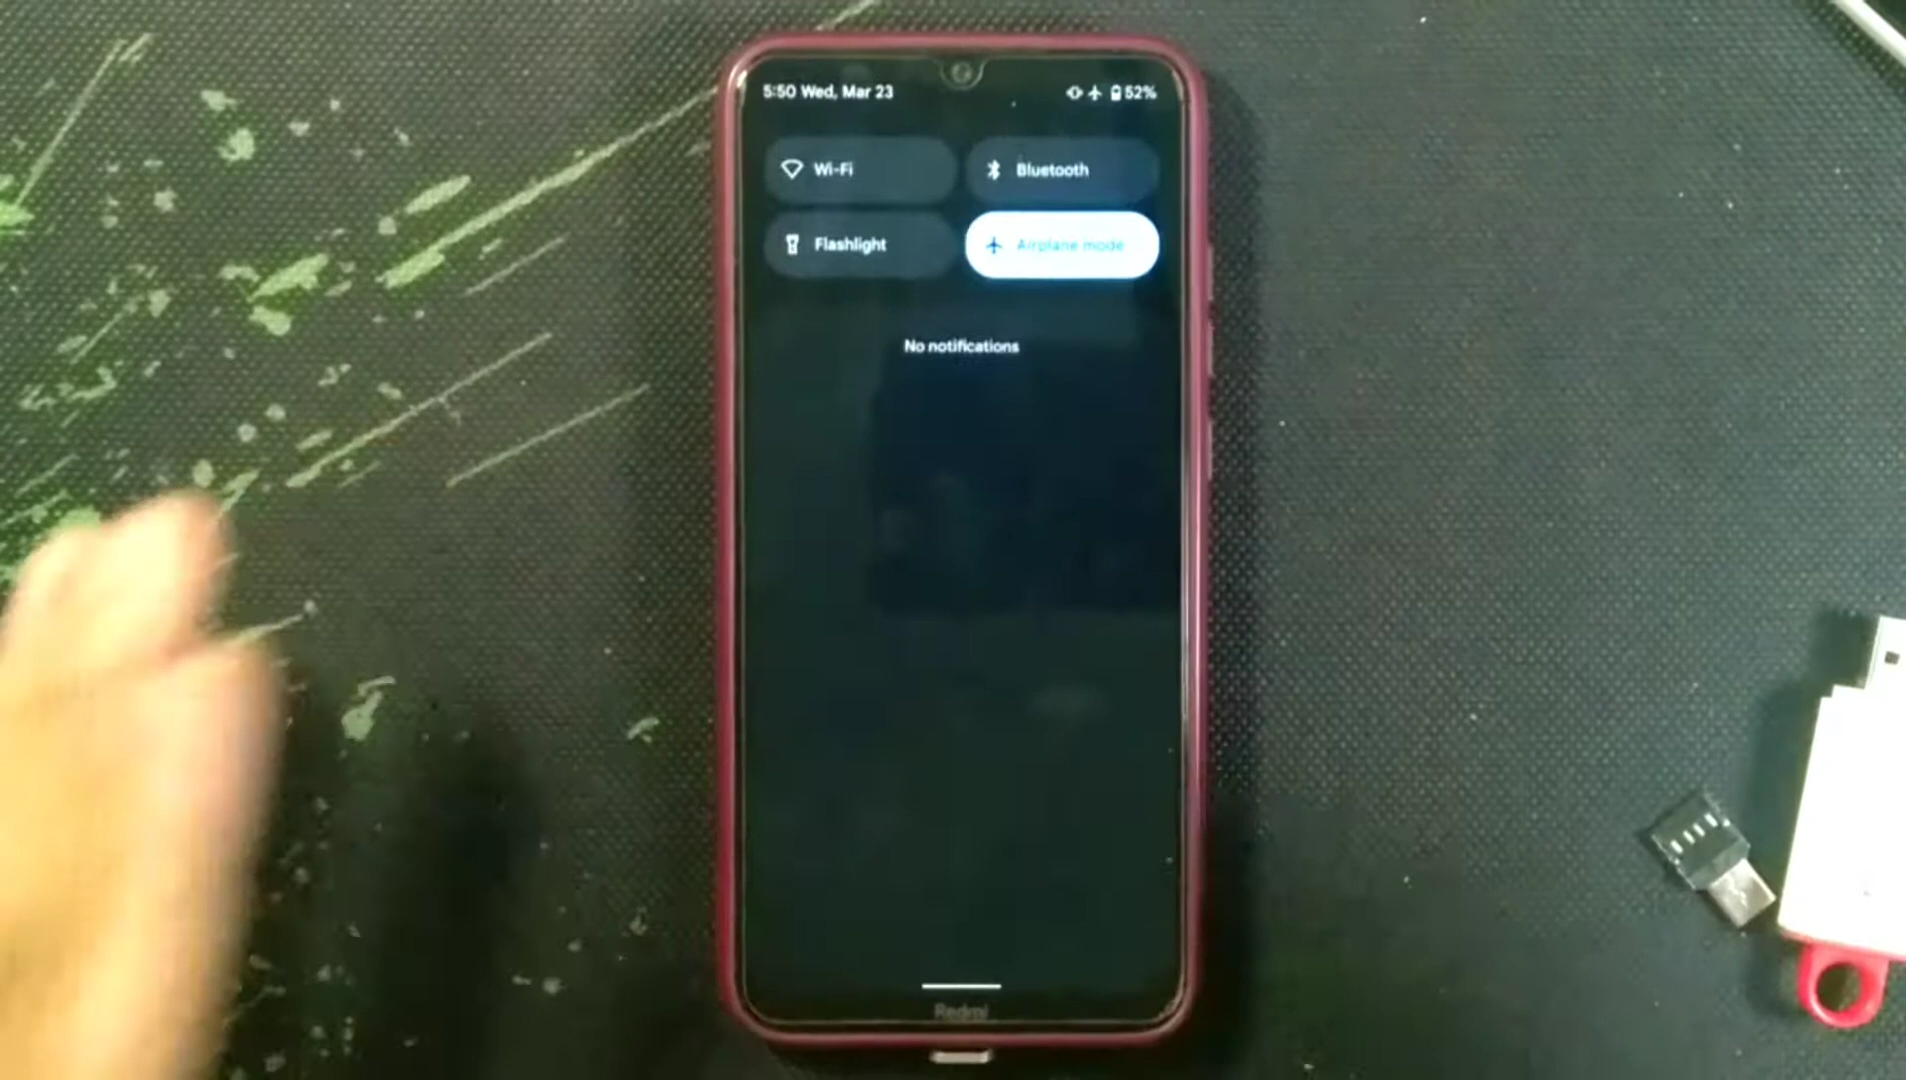 5:50 Wed, Mar 23
52%
Wi-Fi
Bluetooth
Flashlight
Airplane mode
No notifications
Redmi